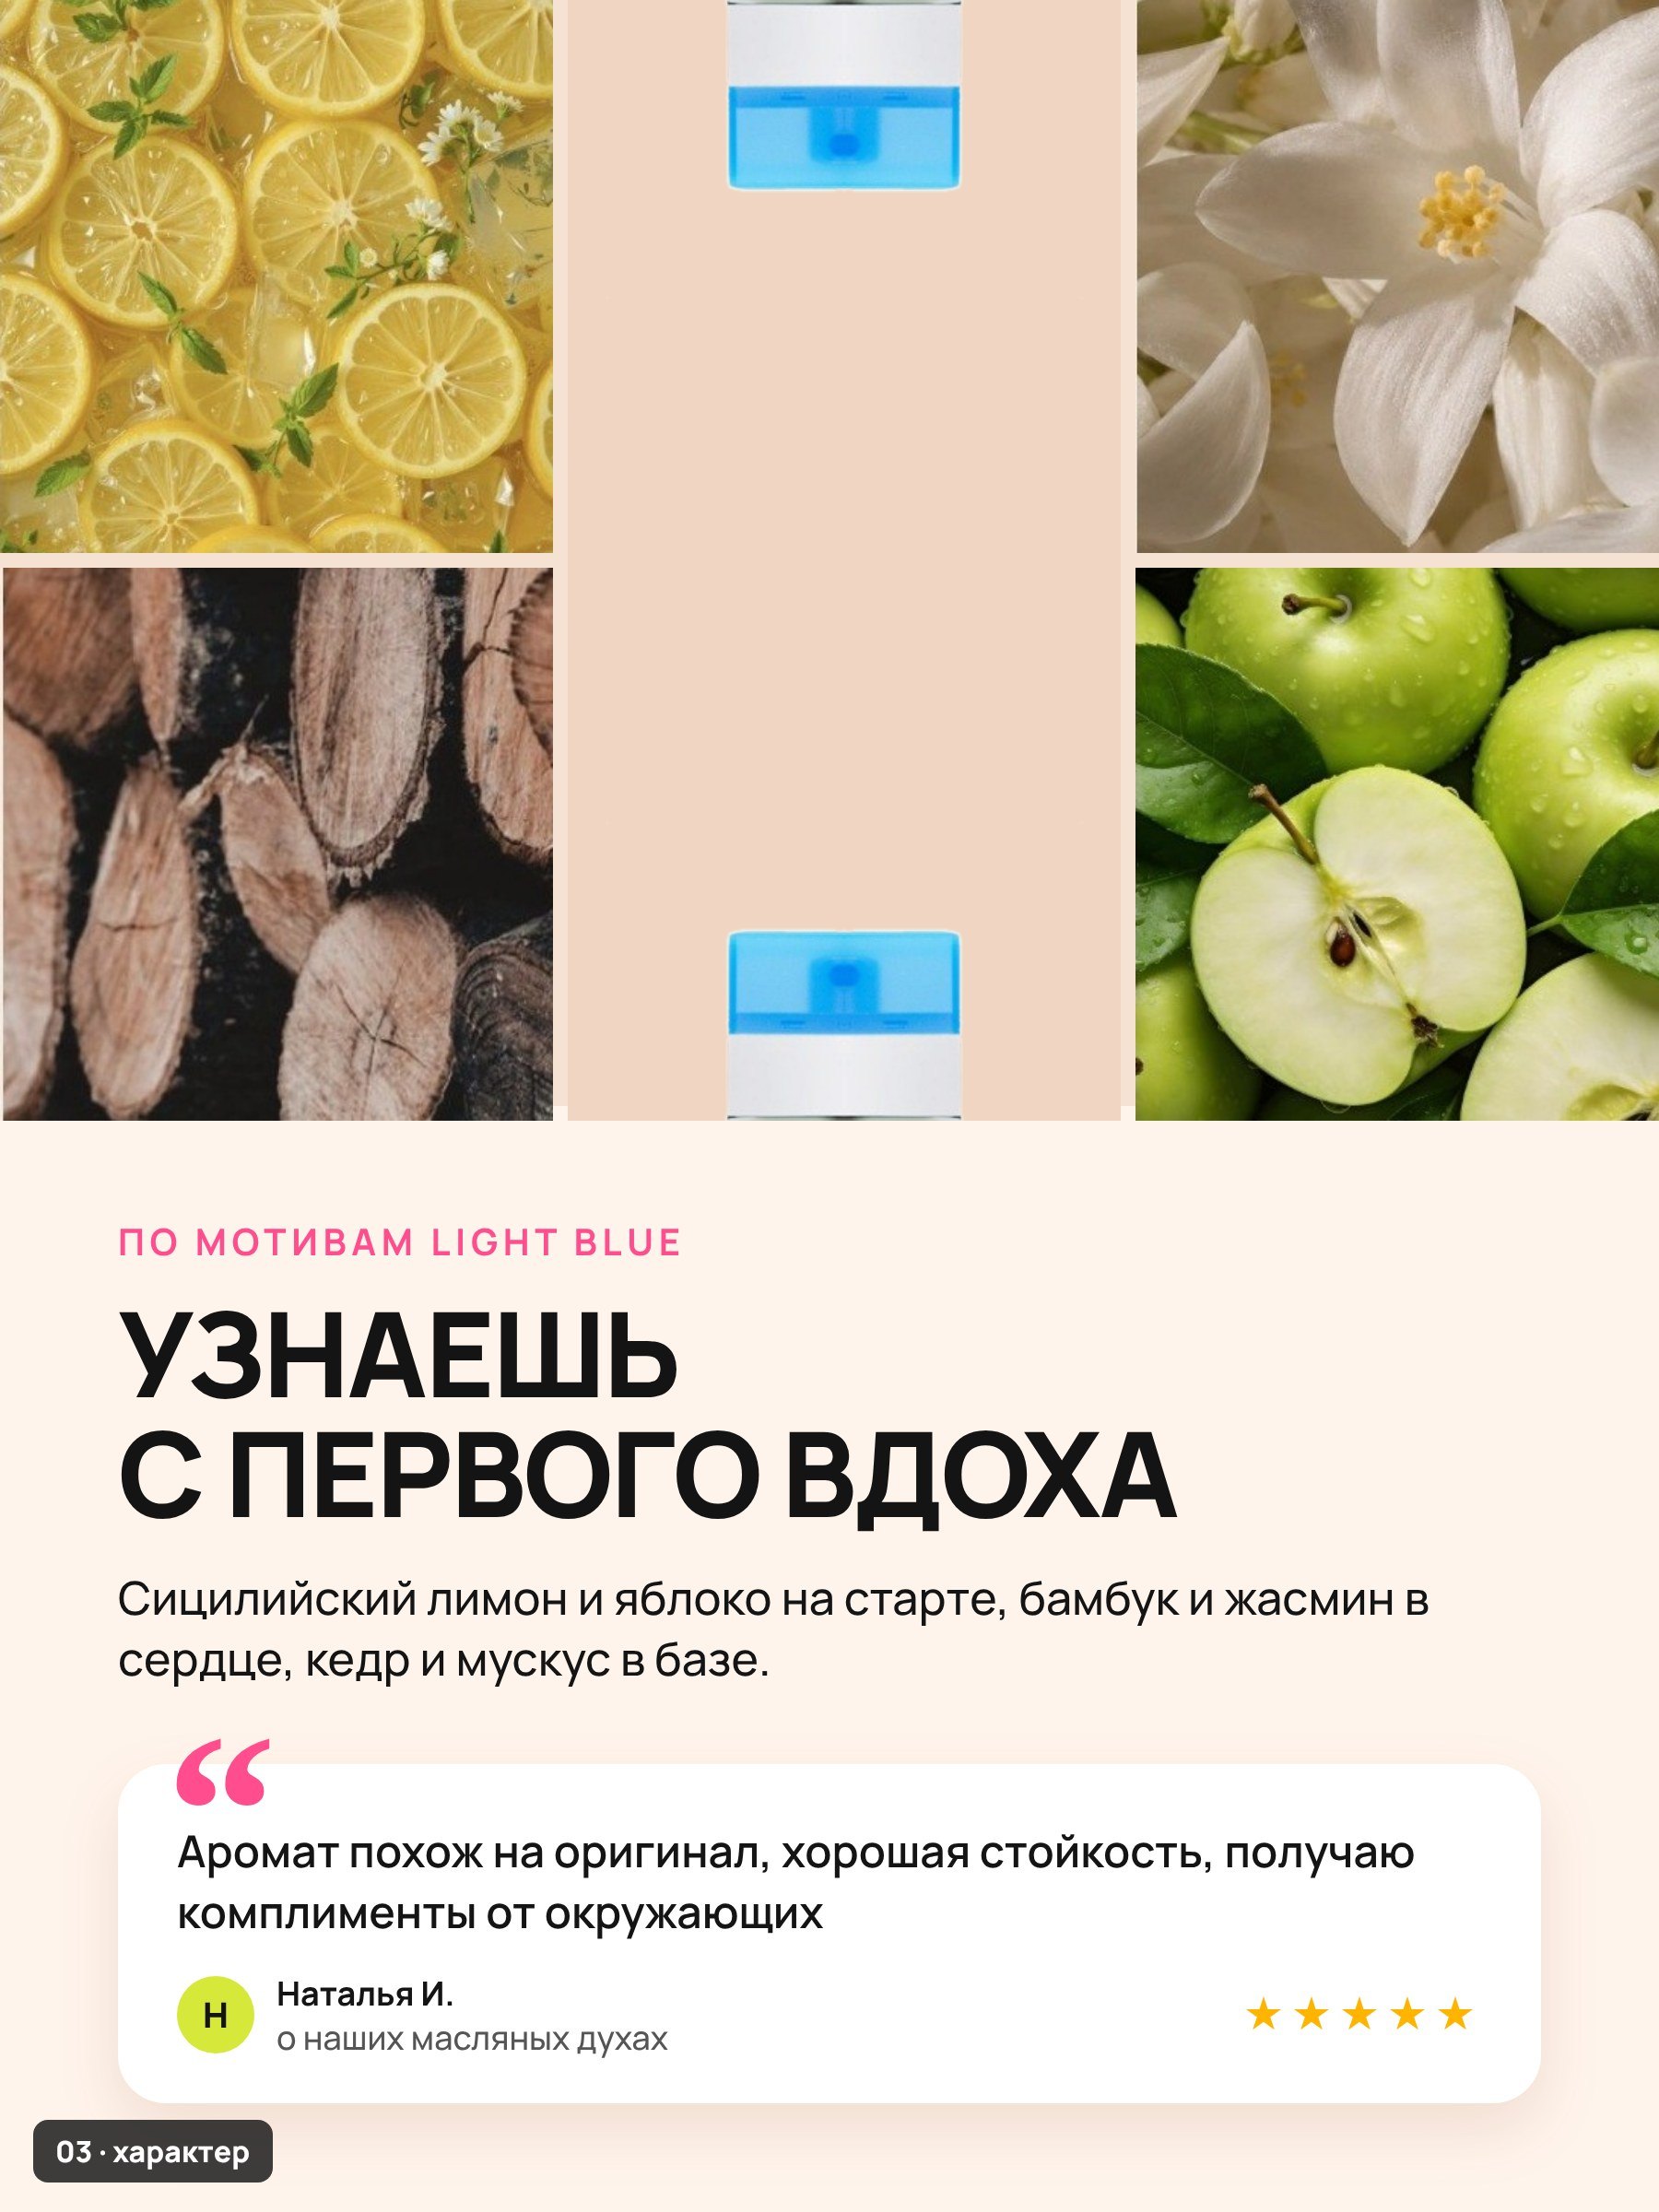 ПО МОТИВАМ LIGHT BLUE
УЗНАЕШЬ
С ПЕРВОГО ВДОХА
Сицилийский лимон и яблоко на старте, бамбук и жасмин в
сердце, кедр и мускус в базе.
“
Аромат похож на оригинал, хорошая стойкость, получаю
комплименты от окружающих
Н
Наталья И.
о наших масляных духах
★★★★★
03 · характер